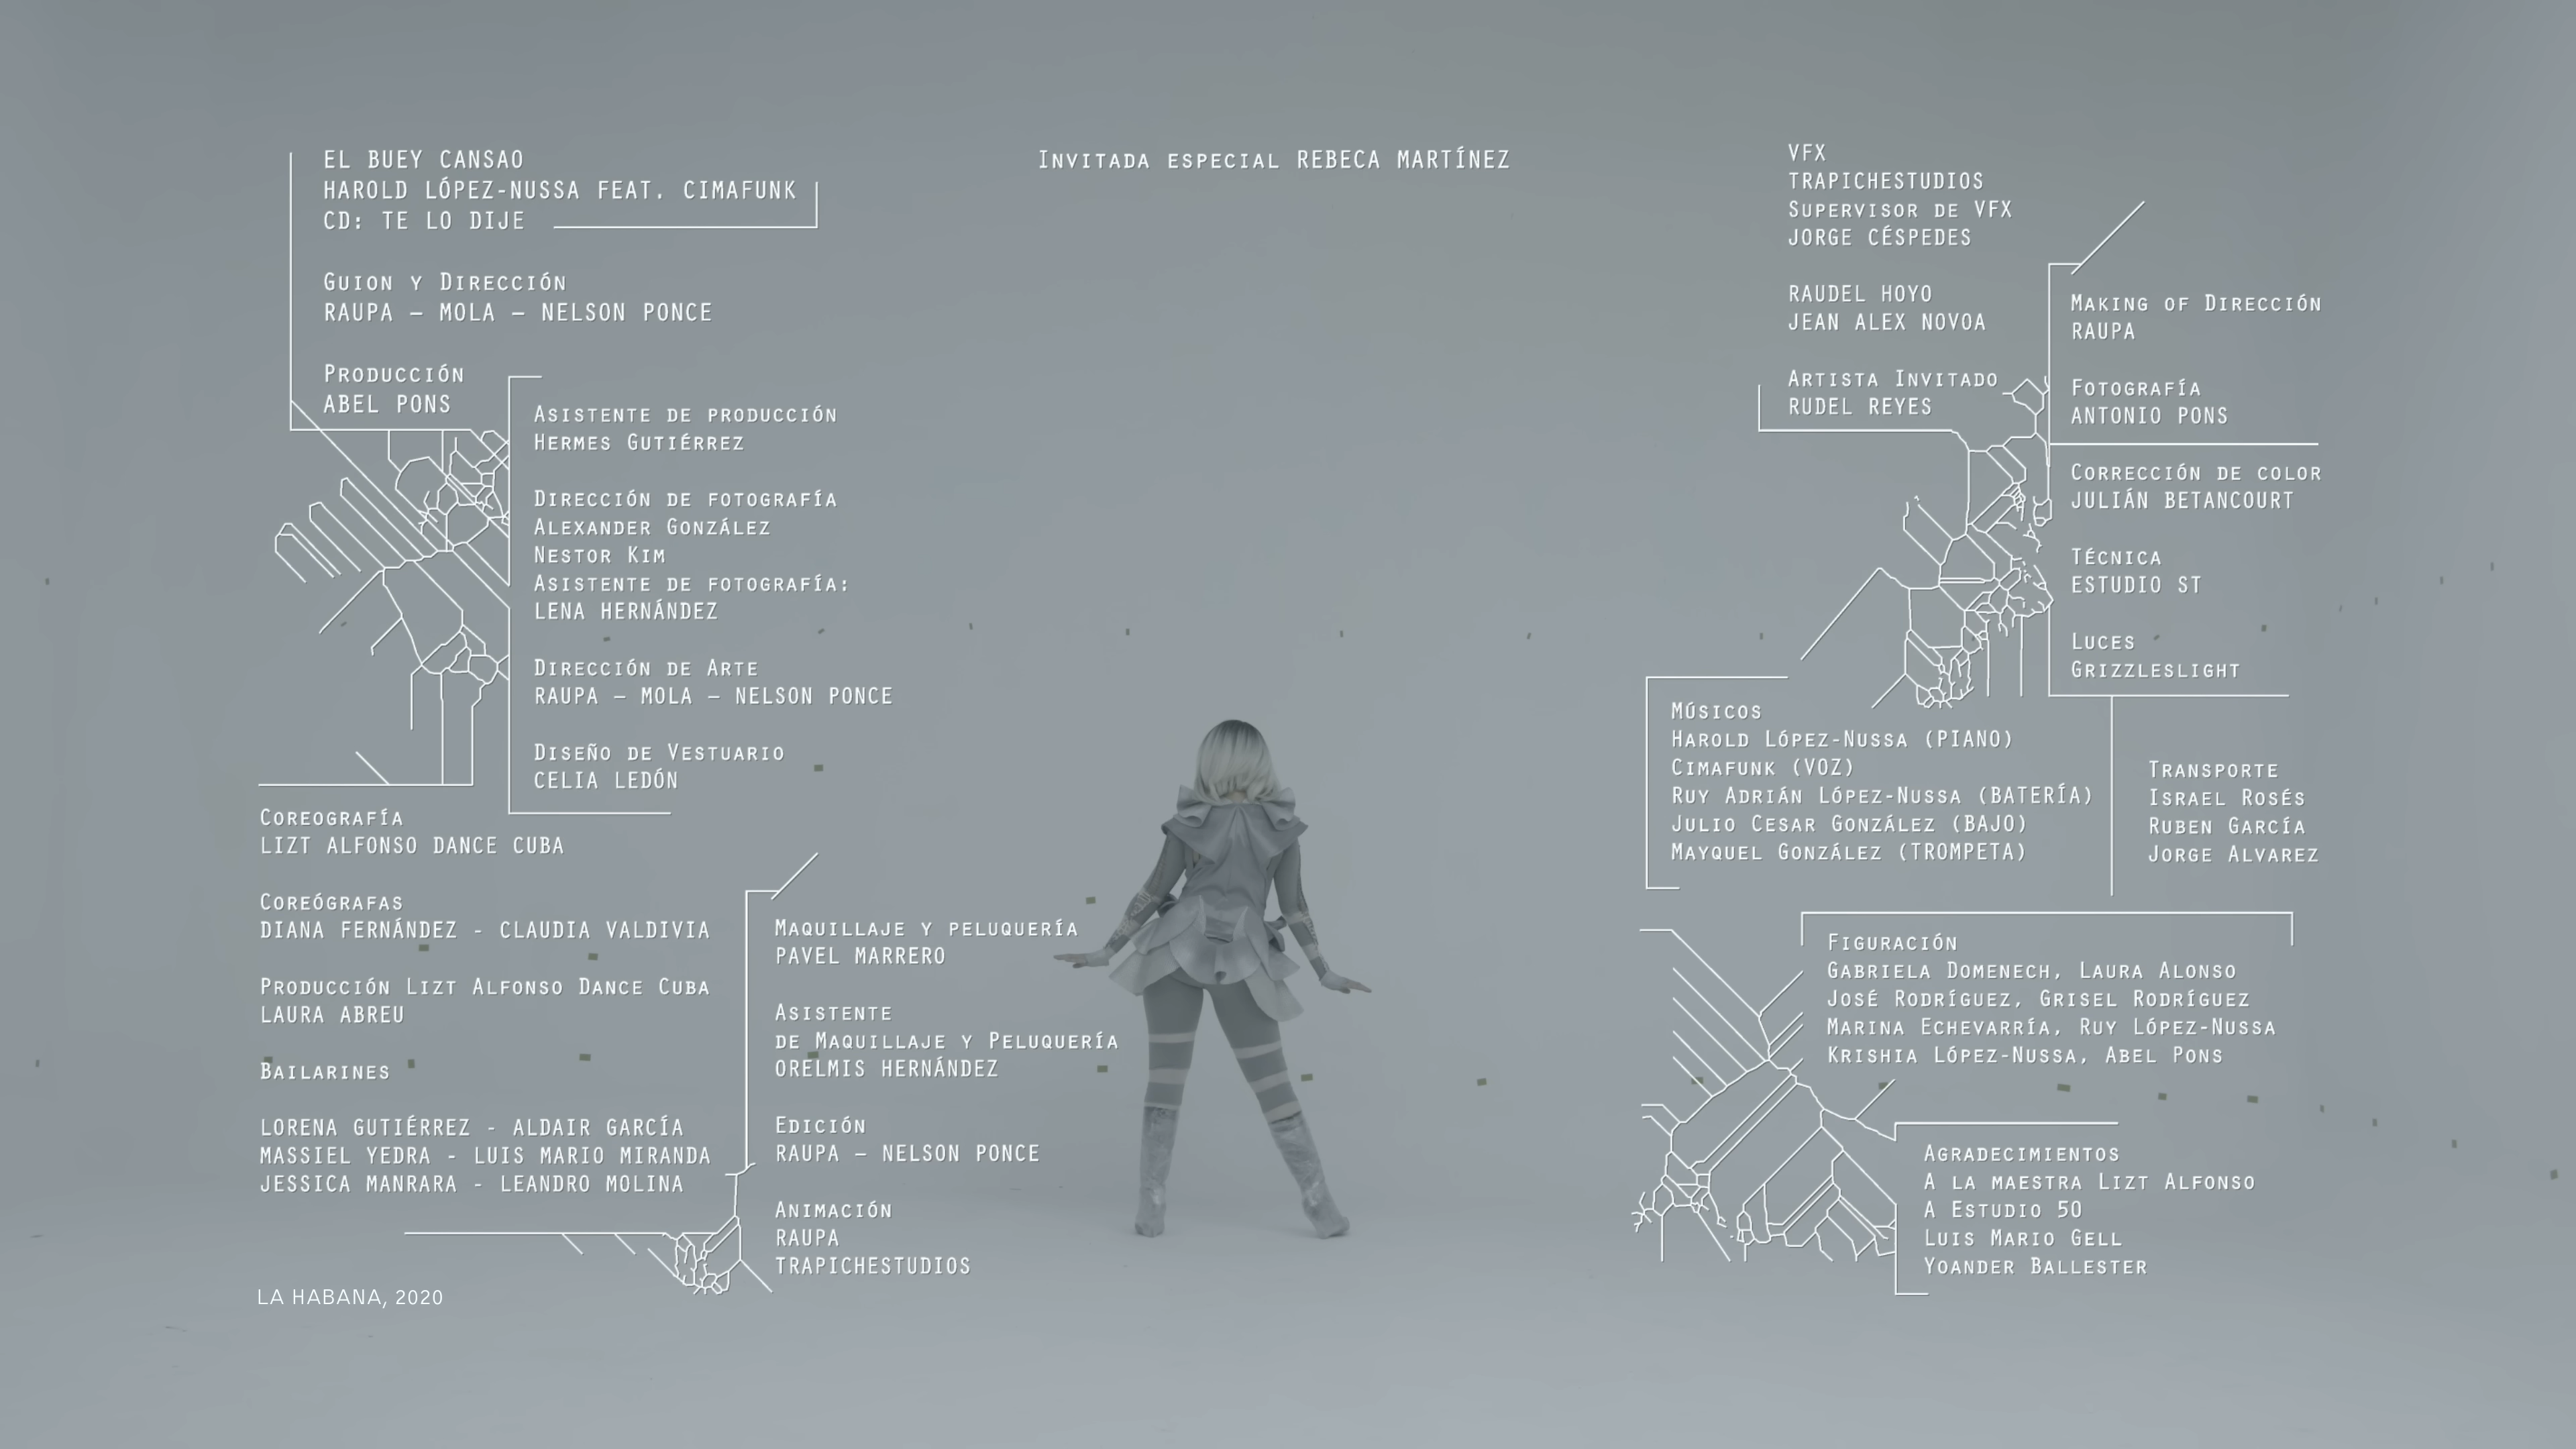 EL BUEY CANSAO
HAROLD LÓPEZ-NUSSA FEAT. CIMAFUNK
CD: TE LO DIJE
Guion y Dirección
RAUPA – MOLA – NELSON PONCE
Producción
ABEL PONS
Asistente de producción
Hermes Gutiérrez
Dirección de fotografía
Alexander González
Nestor Kim
Asistente de fotografía:
LENA HERNÁNDEZ
Dirección de Arte
RAUPA – MOLA – NELSON PONCE
Diseño de Vestuario
CELIA LEDÓN
Coreografía
LIZT ALFONSO DANCE CUBA
Coreógrafas
DIANA FERNÁNDEZ - CLAUDIA VALDIVIA
Producción Lizt Alfonso Dance Cuba
LAURA ABREU
Bailarines
LORENA GUTIÉRREZ - ALDAIR GARCÍA
MASSIEL YEDRA - LUIS MARIO MIRANDA
JESSICA MANRARA - LEANDRO MOLINA
Maquillaje y peluquería
PAVEL MARRERO
Asistente
de Maquillaje y Peluquería
ORELMIS HERNÁNDEZ
Edición
RAUPA – NELSON PONCE
Animación
RAUPA
TRAPICHESTUDIOS
LA HABANA, 2020
Invitada especial REBECA MARTÍNEZ
VFX
TRAPICHESTUDIOS
Supervisor de VFX
JORGE CÉSPEDES
RAUDEL HOYO
JEAN ALEX NOVOA
Artista Invitado
RUDEL REYES
Making of Dirección
RAUPA
Fotografía
ANTONIO PONS
Corrección de color
JULIÁN BETANCOURT
Técnica
ESTUDIO ST
Luces
Grizzleslight
Músicos
Harold López-Nussa (PIANO)
Cimafunk (VOZ)
Ruy Adrián López-Nussa (BATERÍA)
Julio Cesar González (BAJO)
Mayquel González (TROMPETA)
Transporte
Israel Rosés
Ruben García
Jorge Alvarez
Figuración
Gabriela Domenech, Laura Alonso
José Rodríguez, Grisel Rodríguez
Marina Echevarría, Ruy López-Nussa
Krishia López-Nussa, Abel Pons
Agradecimientos
A la maestra Lizt Alfonso
A Estudio 50
Luis Mario Gell
Yoander Ballester